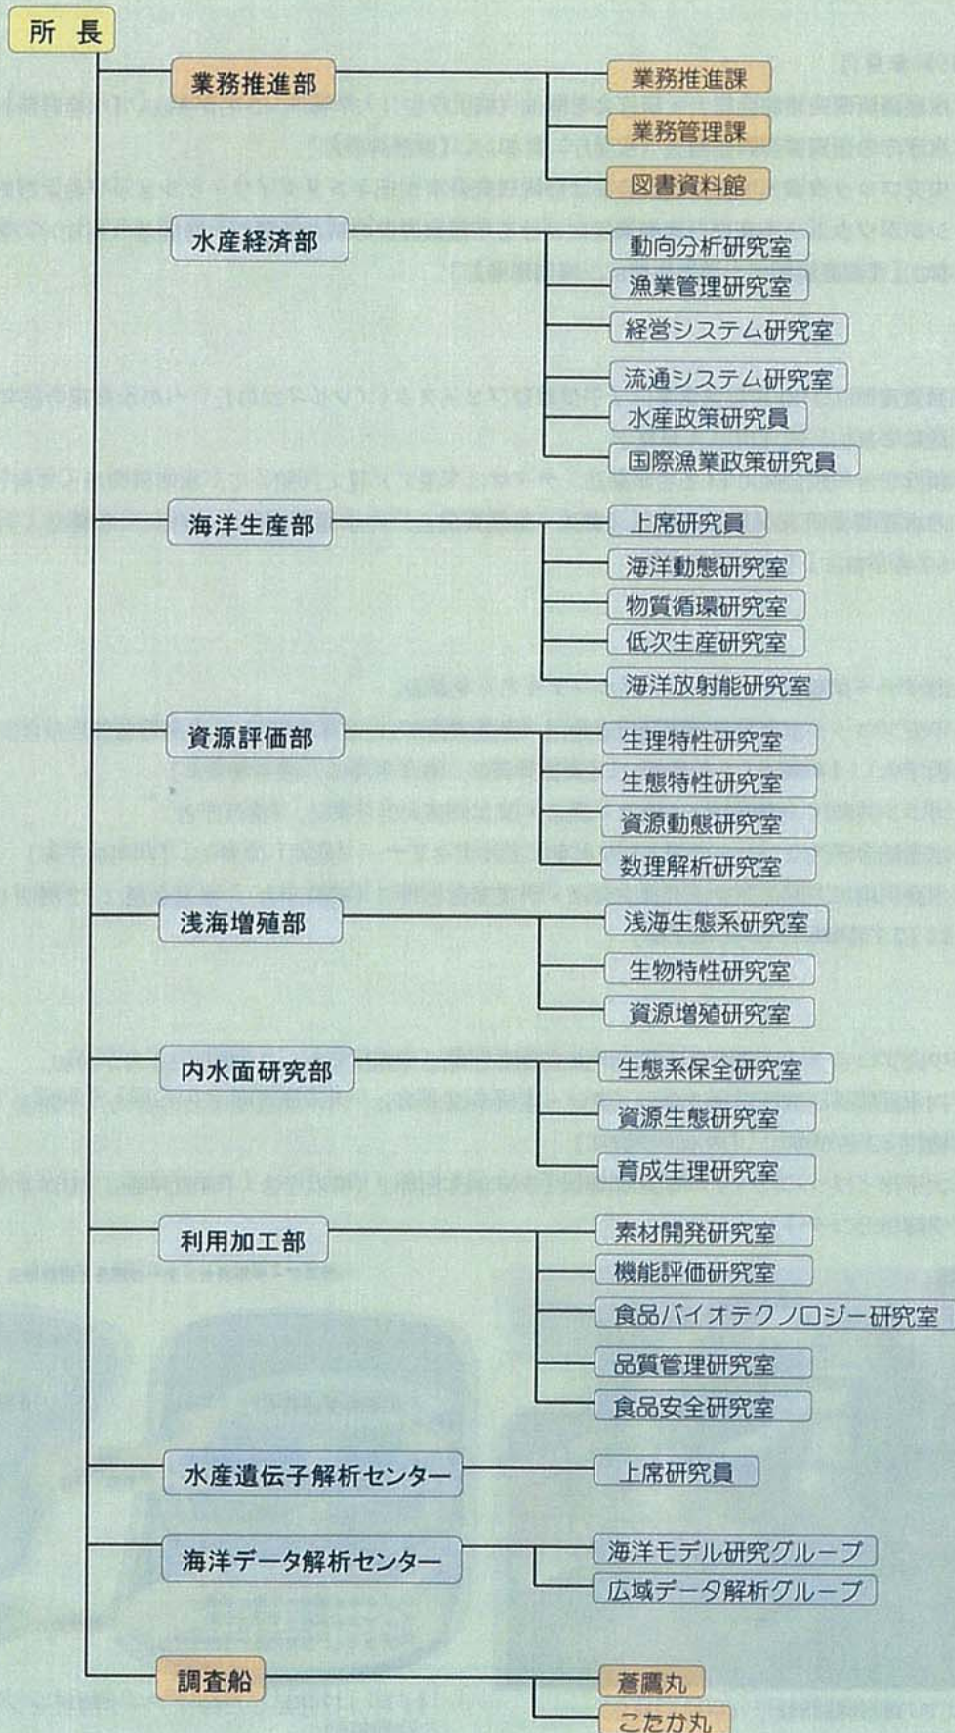 所 長
業務推進部
業務推進課
業務管理課
図書資料館
水産経済部
動向分析研究室
漁業管理研究室
経営システム研究室
流通システム研究室
水産政策研究員
国際漁業政策研究員
海洋生産部
上席研究員
海洋動態研究室
物質循環研究室
低次生産研究室
海洋放射能研究室
資源評価部
生理特性研究室
生態特性研究室
資源動態研究室
数理解析研究室
浅海増殖部
浅海生態系研究室
生物特性研究室
資源増殖研究室
内水面研究部
生態系保全研究室
資源生態研究室
育成生理研究室
利用加工部
素材開発研究室
機能評価研究室
食品バイオテクノロジー研究室
品質管理研究室
食品安全研究室
水産遺伝子解析センター
上席研究員
海洋データ解析センター
海洋モデル研究グループ
広域データ解析グループ
調査船
蒼鷹丸
こたか丸